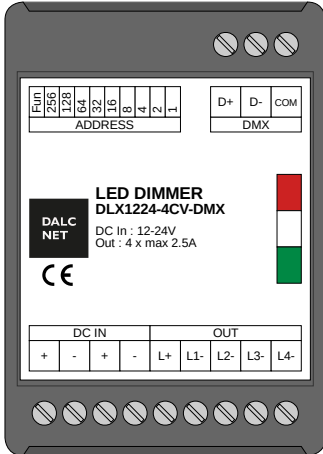 Fun 256 128 64 32 16 8 4 2 1
ADDRESS
D+ D- COM
DMX
LED DIMMER
DLX1224-4CV-DMX
DC In : 12-24V
Out : 4 x max 2.5A
DALC
NET
CE
DC IN OUT
+ - + - L+ L1- L2- L3- L4-